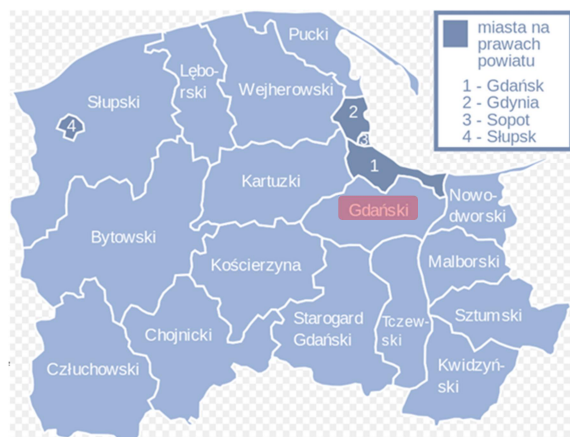 miasta na
prawach
powiatu
1 - Gdańsk
2 - Gdynia
3 - Sopot
4 - Słupsk
Pucki
Lębo-
rski
Wejherowski
Słupski
2
4
3
1
Kartuzki
Gdański
Nowo-
dworski
Bytowski
Kościerzyna
Malborski
Chojnicki
Starogard
Gdański
Tczew-
ski
Sztumski
Człuchowski
Kwidzyń-
ski